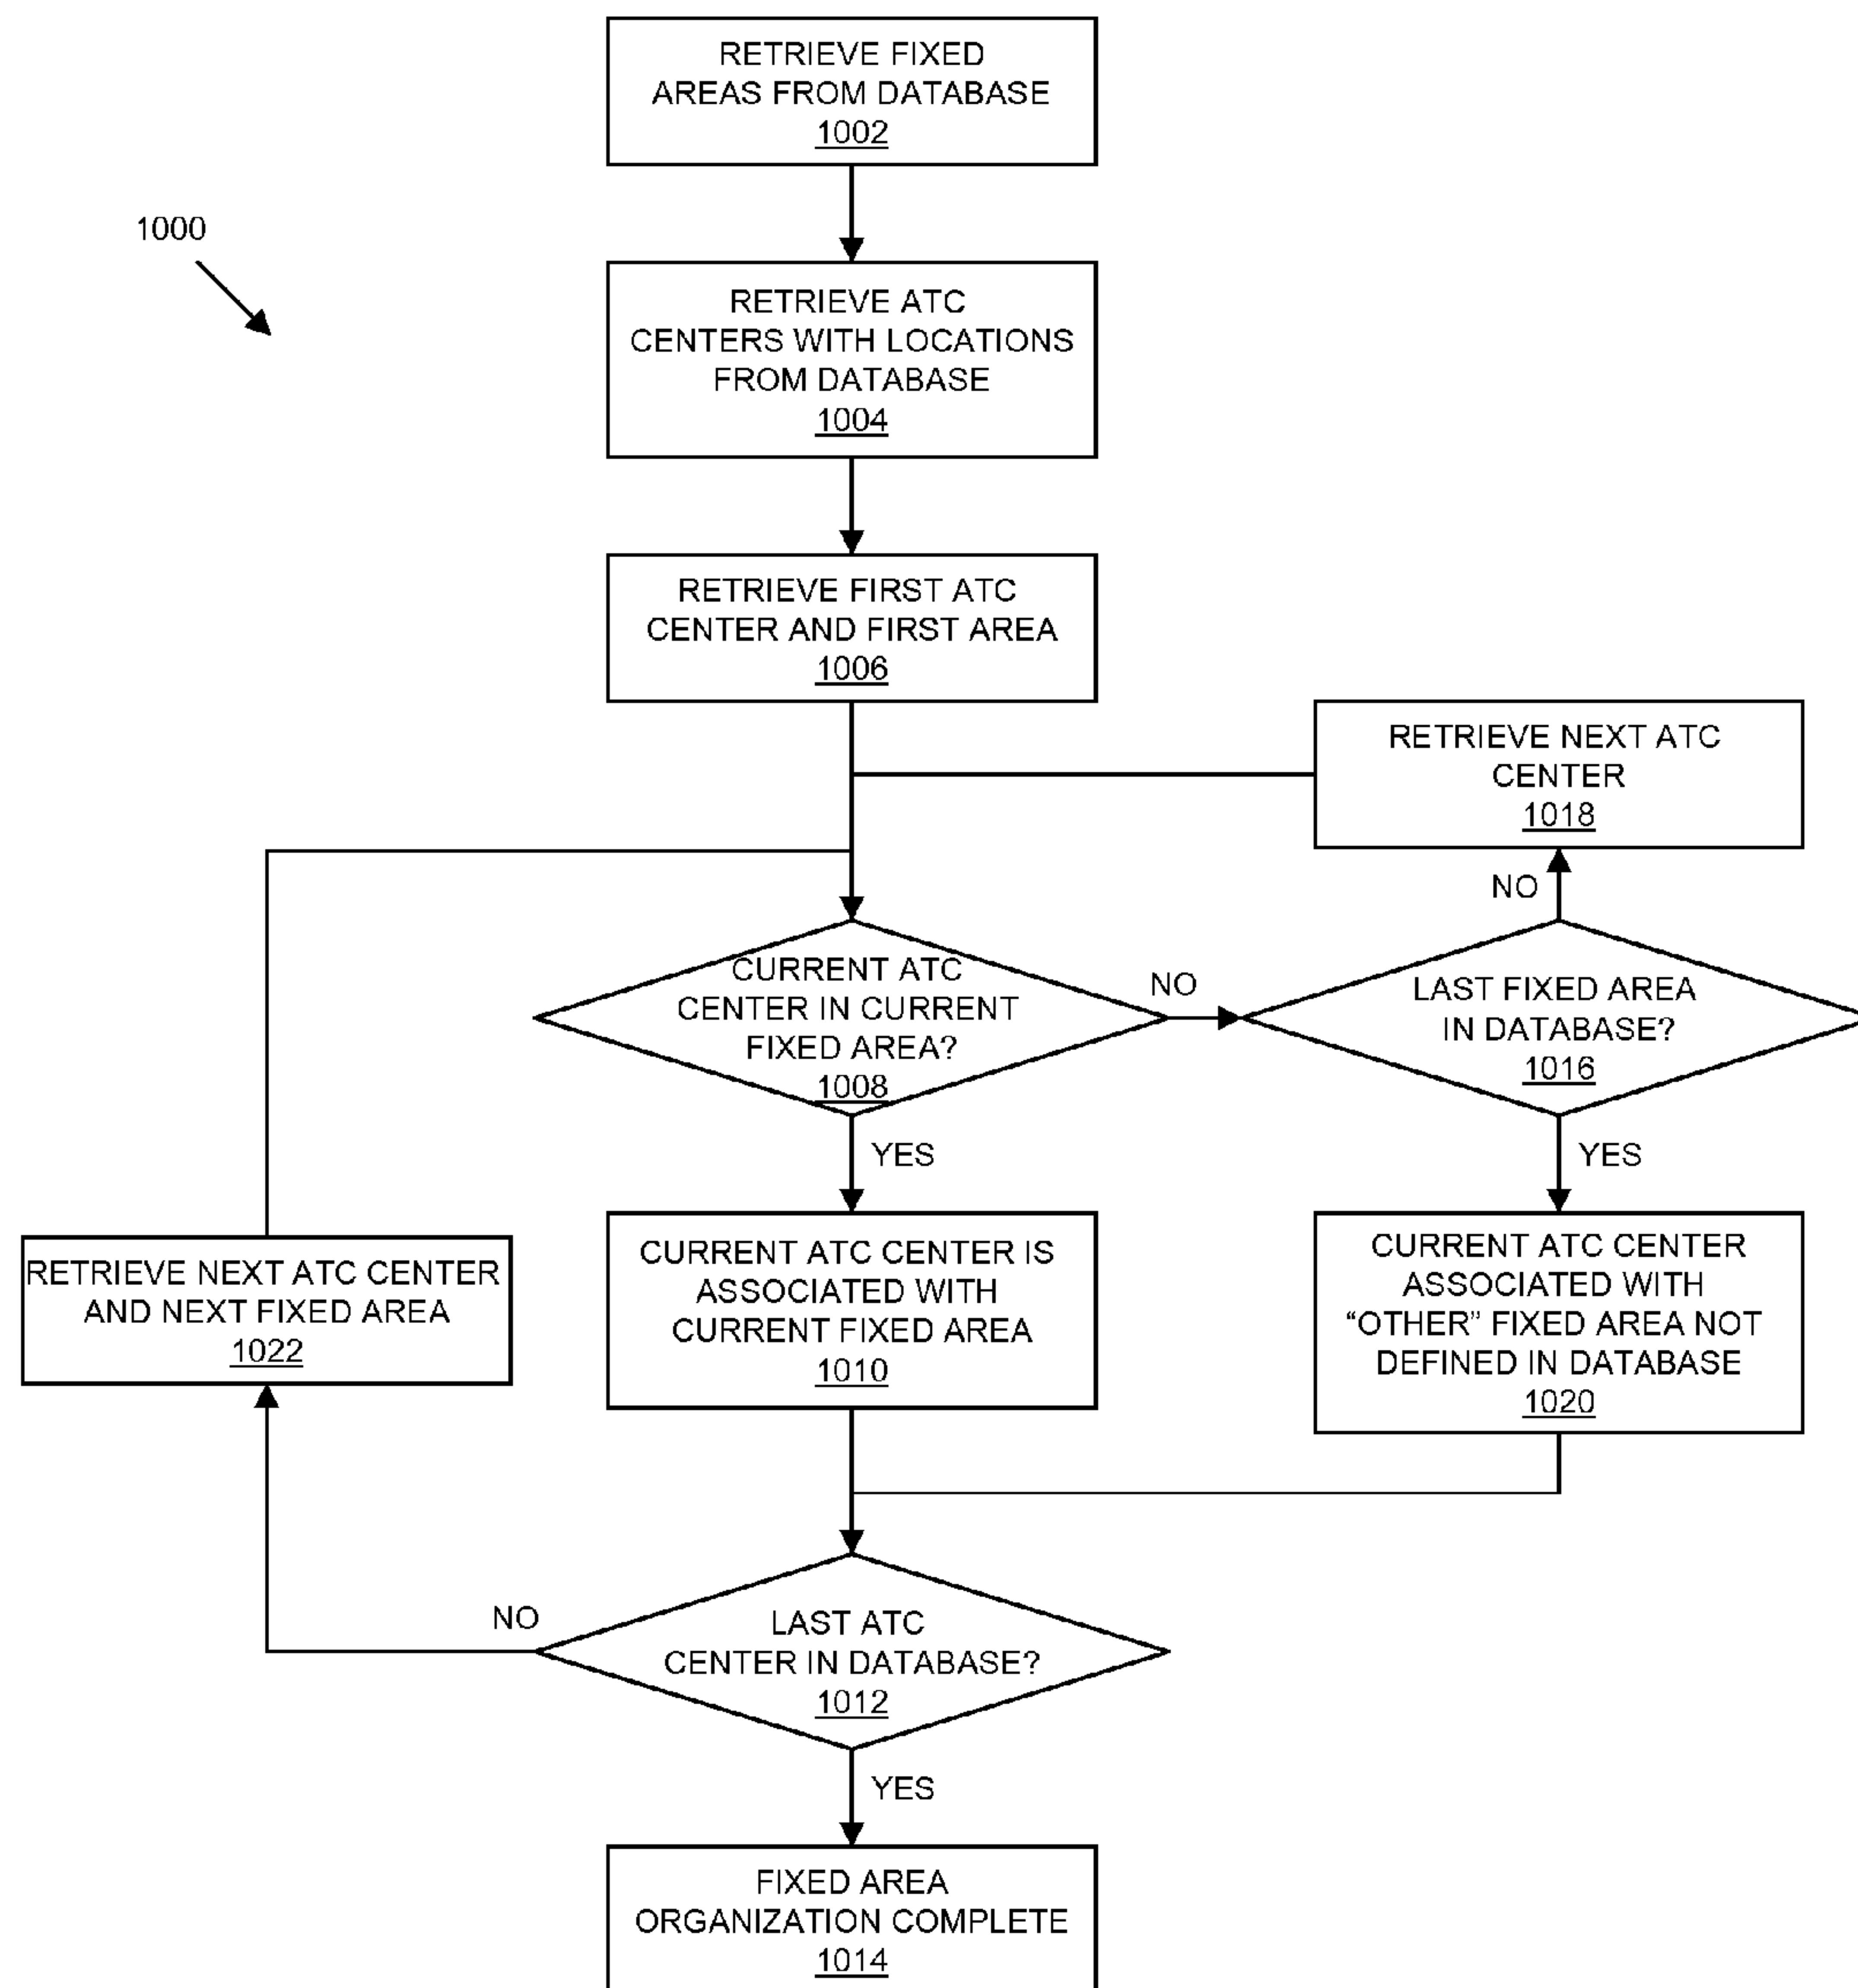 RETRIEVE FIXED
AREAS FROM DATABASE
1002
1000
RETRIEVE ATC
CENTERS WITH LOCATIONS
FROM DATABASE
1004
RETRIEVE FIRST ATC
CENTER AND FIRST AREA
1006
RETRIEVE NEXT ATC
CENTER
1018
NO
CURRENT ATC
CENTER IN CURRENT
FIXED AREA?
1008
NO
LAST FIXED AREA
IN DATABASE?
1016
YES
YES
RETRIEVE NEXT ATC CENTER
AND NEXT FIXED AREA
1022
CURRENT ATC CENTER IS
ASSOCIATED WITH
CURRENT FIXED AREA
1010
CURRENT ATC CENTER
ASSOCIATED WITH
“OTHER” FIXED AREA NOT
DEFINED IN DATABASE
1020
NO
LAST ATC
CENTER IN DATABASE?
1012
YES
FIXED AREA
ORGANIZATION COMPLETE
1014